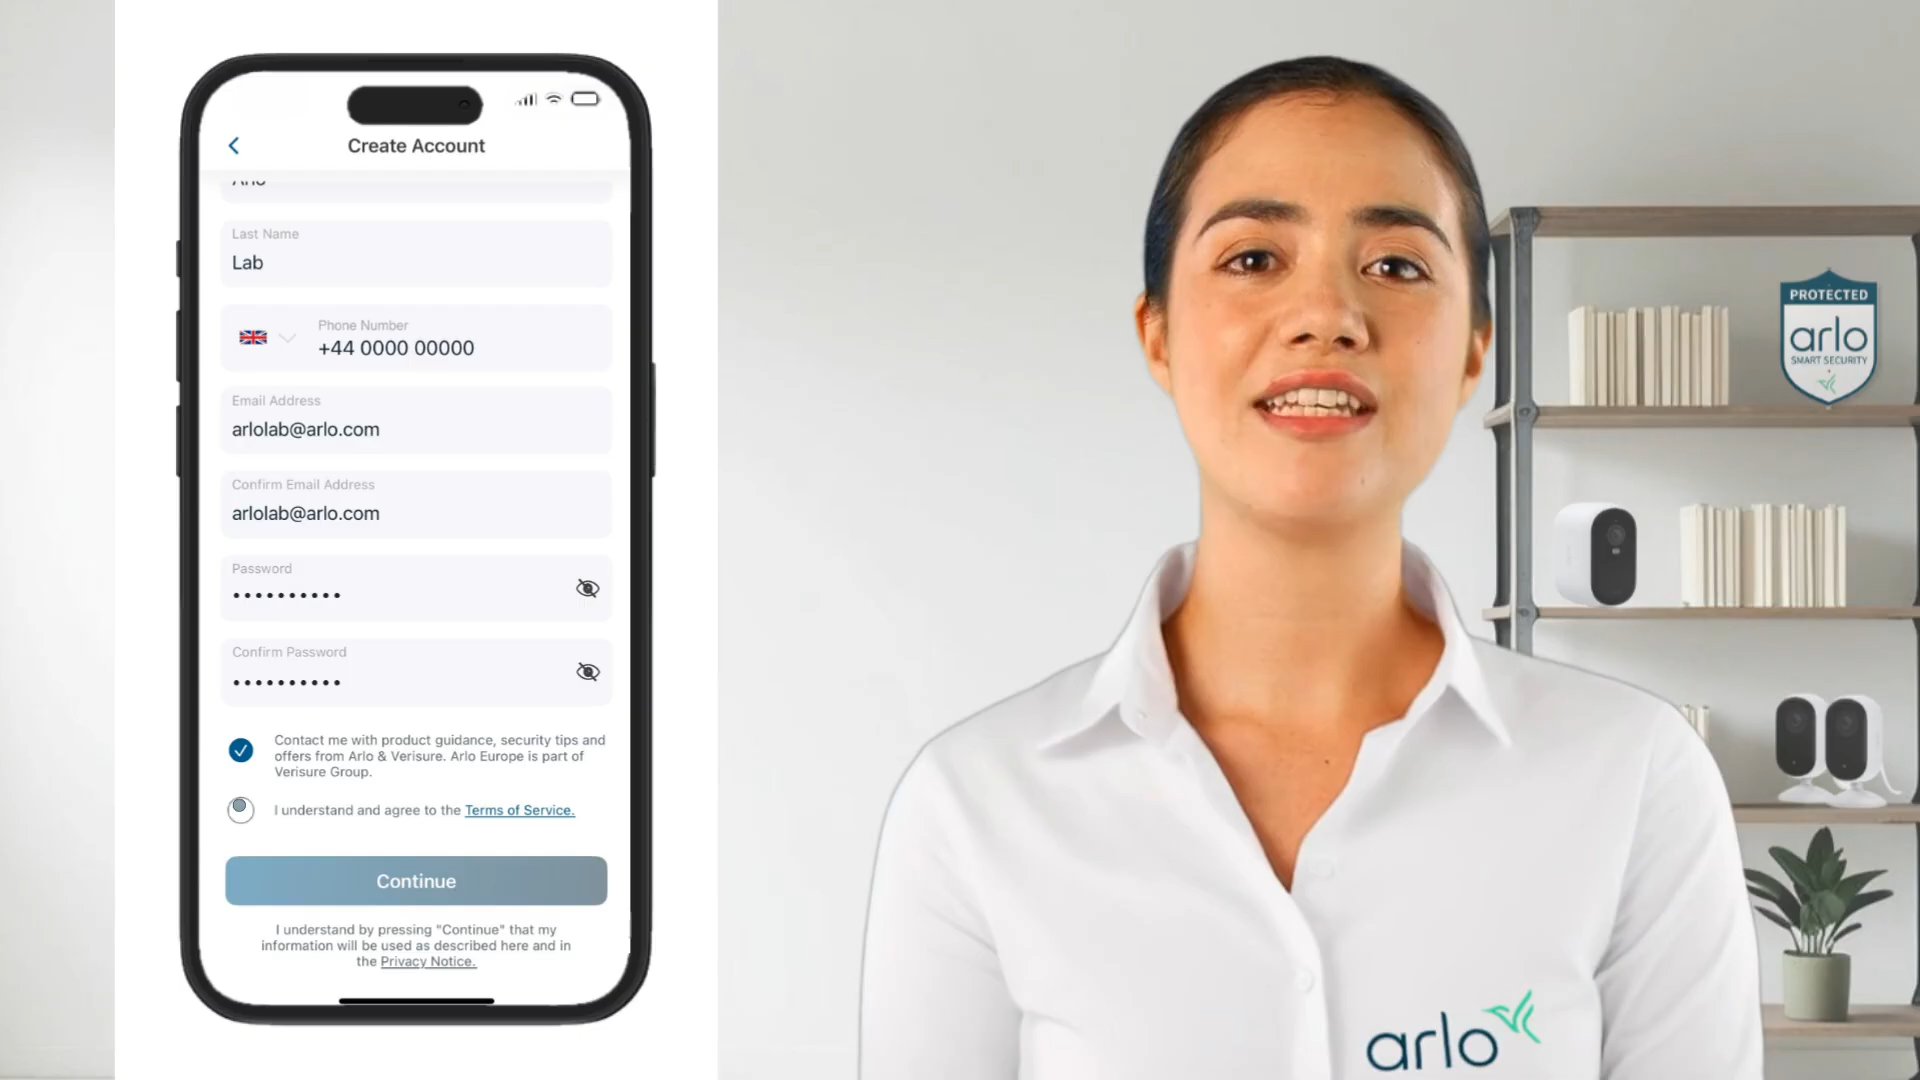 Create Account
Arlo
Last Name
Lab
Phone Number
+44 0000 00000
Email Address
arlolab@arlo.com
Confirm Email Address
arlolab@arlo.com
Password
••••••••••
Confirm Password
••••••••••
Contact me with product guidance, security tips and
offers from Arlo & Verisure. Arlo Europe is part of
Verisure Group.
I understand and agree to the Terms of Service.
Continue
I understand by pressing "Continue" that my
information will be used as described here and in
the Privacy Notice.
PROTECTED
arlo
SMART SECURITY
arlo